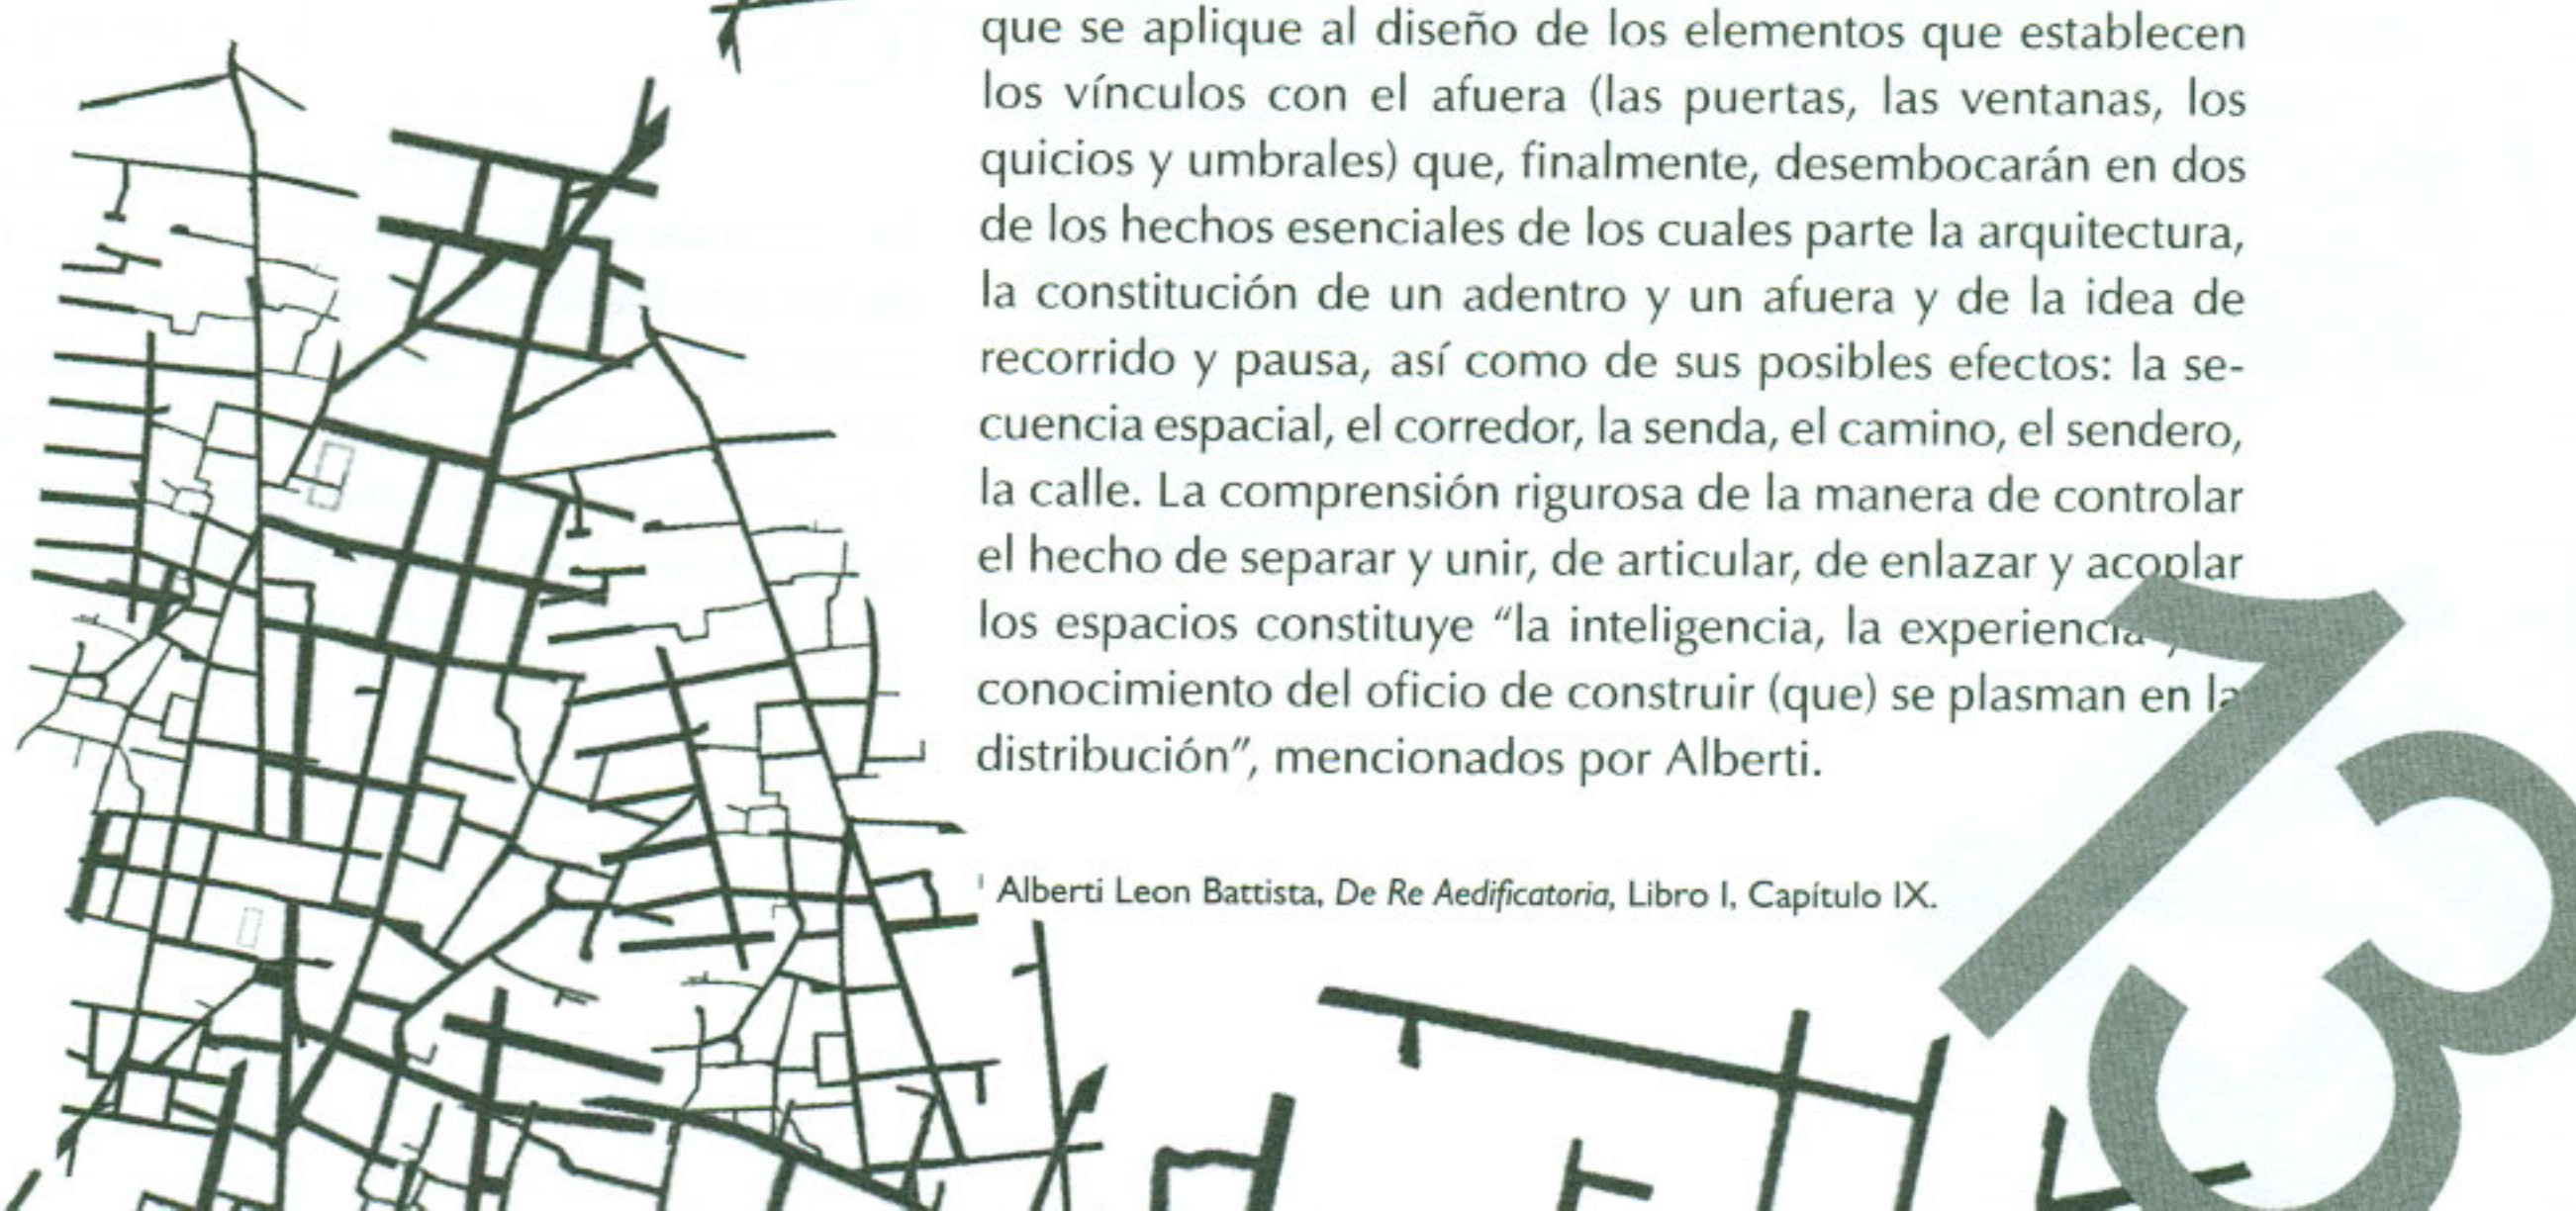 que se aplique al diseño de los elementos que establecen
los vínculos con el afuera (las puertas, las ventanas, los
quicios y umbrales) que, finalmente, desembocarán en dos
de los hechos esenciales de los cuales parte la arquitectura,
la constitución de un adentro y un afuera y de la idea de
recorrido y pausa, así como de sus posibles efectos: la se-
cuencia espacial, el corredor, la senda, el camino, el sendero,
la calle. La comprensión rigurosa de la manera de controlar
el hecho de separar y unir, de articular, de enlazar y acoplar
los espacios constituye “la inteligencia, la experiencia
conocimiento del oficio de construir (que) se plasman en la
distribución”, mencionados por Alberti.
¹ Alberti Leon Battista, De Re Aedificatoria, Libro I, Capítulo IX.
13